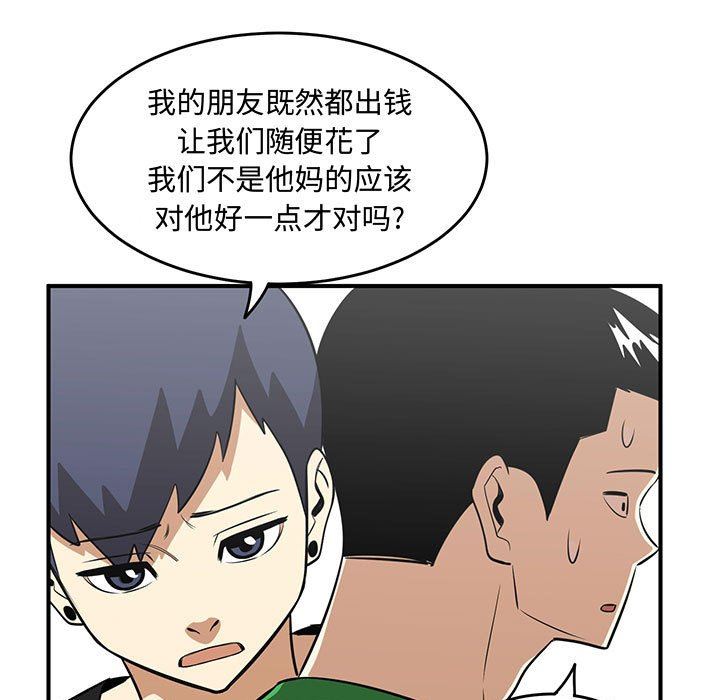 我的朋友既然都出钱
让我们随便花了
我们不是他妈的应该
对他好一点才对吗?